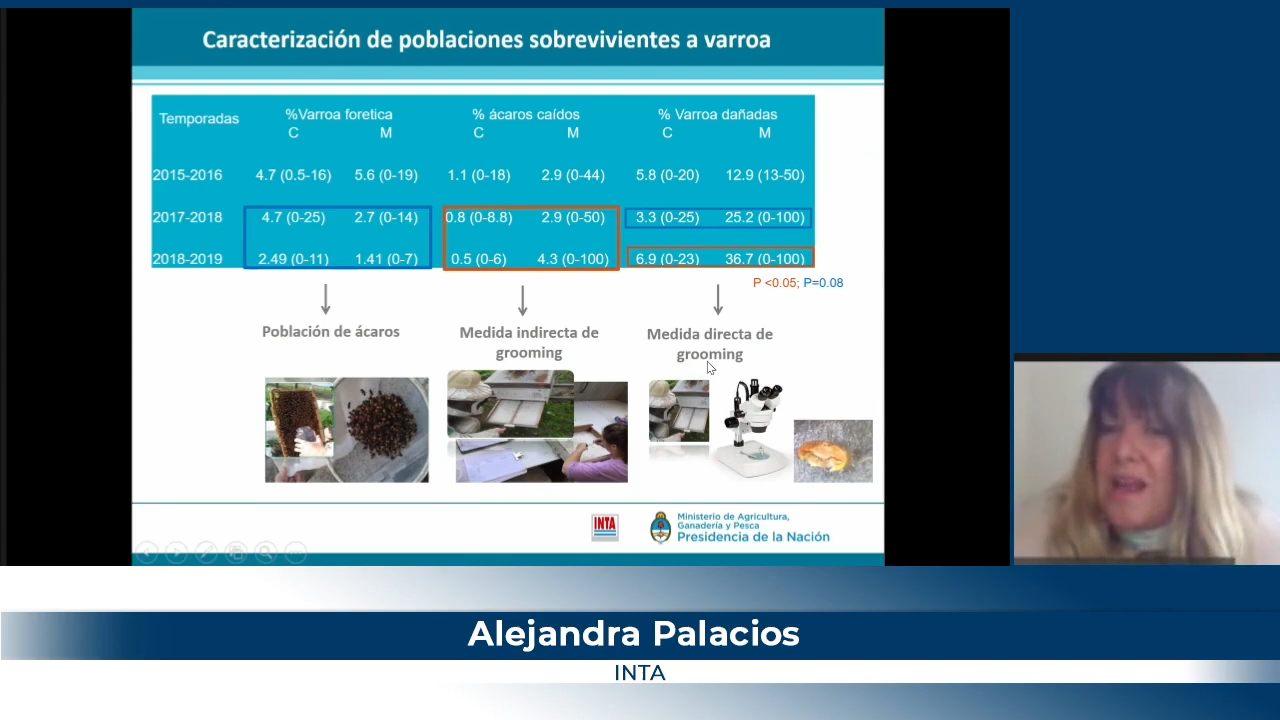 Caracterización de poblaciones sobrevivientes a varroa
Temporadas %Varroa foretica % ácaros caídos % Varroa dañadas
C M C M C M
2015-2016 4.7 (0.5-16) 5.6 (0-19) 1.1 (0-18) 2.9 (0-44) 5.8 (0-20) 12.9 (13-50)
2017-2018 4.7 (0-25) 2.7 (0-14) 0.8 (0-8.8) 2.9 (0-50) 3.3 (0-25) 25.2 (0-100)
2018-2019 2.49 (0-11) 1.41 (0-7) 0.5 (0-6) 4.3 (0-100) 6.9 (0-23) 36.7 (0-100)
P <0.05; P=0.08
Población de ácaros
Medida indirecta de
grooming
Medida directa de
grooming
INTA
Ministerio de Agricultura,
Ganadería y Pesca
Presidencia de la Nación
Alejandra Palacios
INTA